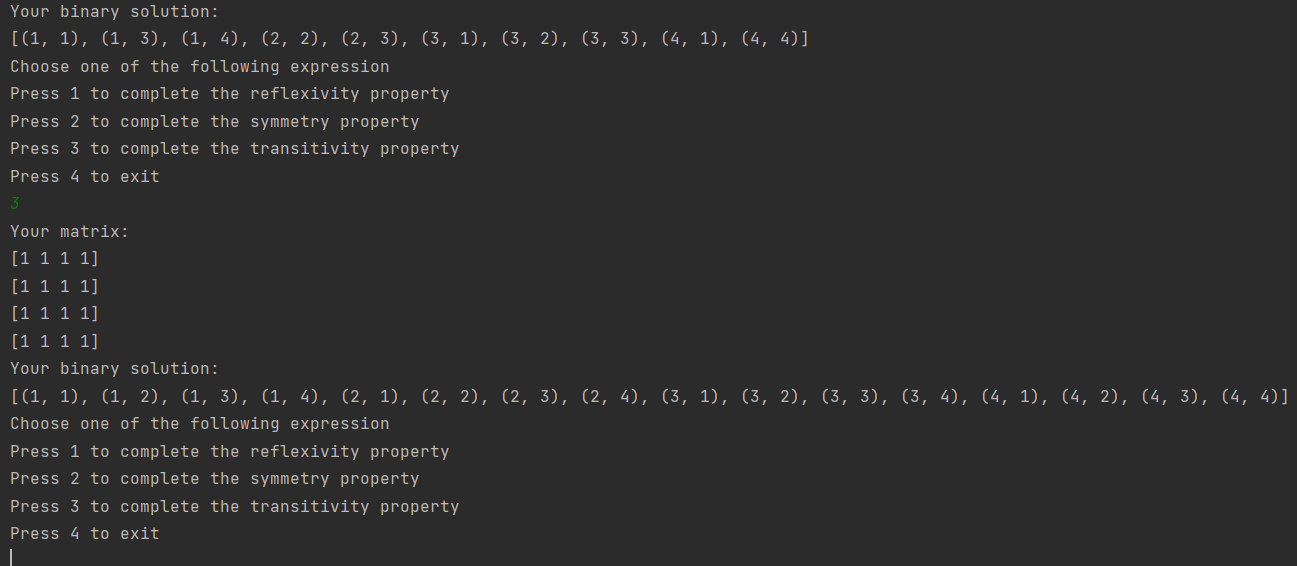 Your binary solution:
[(1, 1), (1, 3), (1, 4), (2, 2), (2, 3), (3, 1), (3, 2), (3, 3), (4, 1), (4, 4)]
Choose one of the following expression
Press 1 to complete the reflexivity property
Press 2 to complete the symmetry property
Press 3 to complete the transitivity property
Press 4 to exit
3
Your matrix:
[1 1 1 1]
[1 1 1 1]
[1 1 1 1]
[1 1 1 1]
Your binary solution:
[(1, 1), (1, 2), (1, 3), (1, 4), (2, 1), (2, 2), (2, 3), (2, 4), (3, 1), (3, 2), (3, 3), (3, 4), (4, 1), (4, 2), (4, 3), (4, 4)]
Choose one of the following expression
Press 1 to complete the reflexivity property
Press 2 to complete the symmetry property
Press 3 to complete the transitivity property
Press 4 to exit